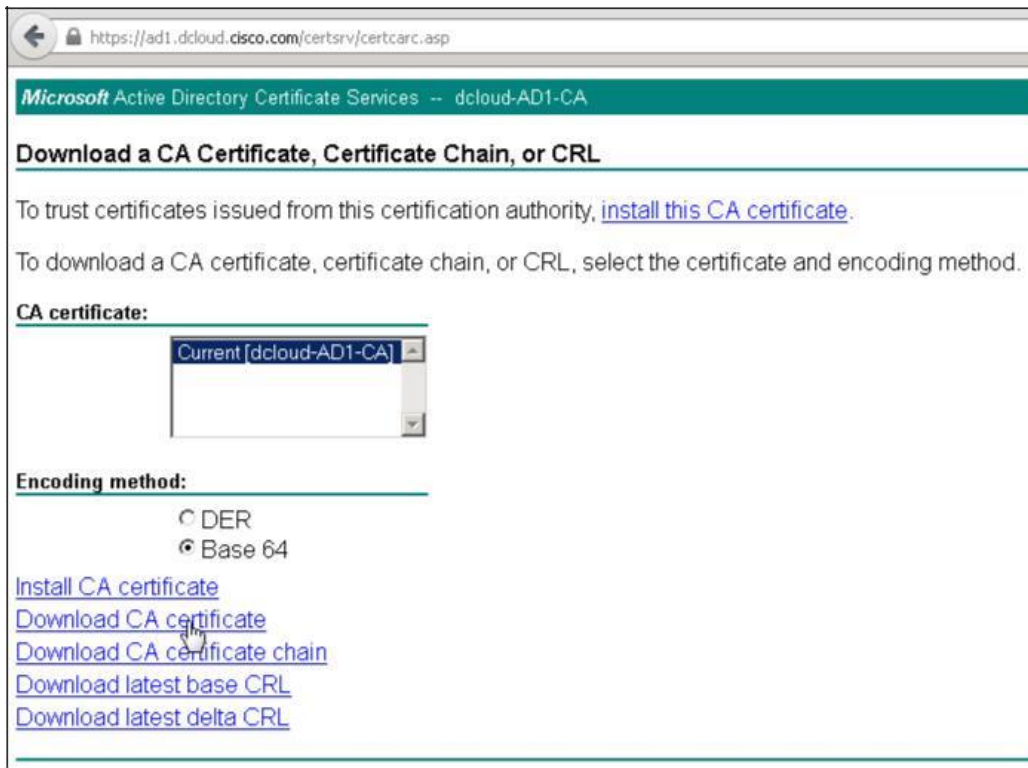 https://ad1.dcloud.cisco.com/certsrv/certcarc.asp
Microsoft Active Directory Certificate Services -- dcloud-AD1-CA
Download a CA Certificate, Certificate Chain, or CRL
To trust certificates issued from this certification authority, install this CA certificate.
To download a CA certificate, certificate chain, or CRL, select the certificate and encoding method.
CA certificate:
Current [dcloud-AD1-CA]
Encoding method:
DER
Base 64
Install CA certificate
Download CA certificate
Download CA certificate chain
Download latest base CRL
Download latest delta CRL